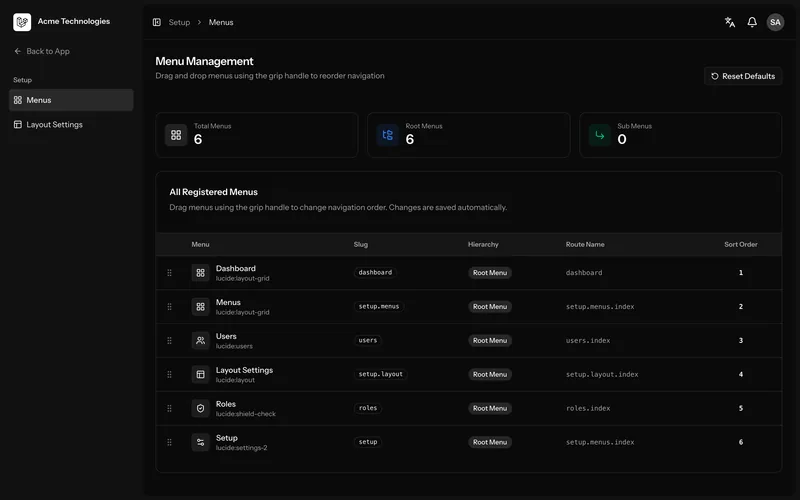 Acme Technologies
Back to App
Setup
Menus
Layout Settings
Setup > Menus
SA
Menu Management
Drag and drop menus using the grip handle to reorder navigation
Reset Defaults
Total Menus
6
Root Menus
6
Sub Menus
0
All Registered Menus
Drag menus using the grip handle to change navigation order. Changes are saved automatically.
Menu Slug Hierarchy Route Name Sort Order
Dashboard
lucide:layout-grid
dashboard Root Menu dashboard 1
Menus
lucide:layout-grid
setup.menus Root Menu setup.menus.index 2
Users
lucide:users
users Root Menu users.index 3
Layout Settings
lucide:layout
setup.layout Root Menu setup.layout.index 4
Roles
lucide:shield-check
roles Root Menu roles.index 5
Setup
lucide:settings-2
setup Root Menu setup.menus.index 6